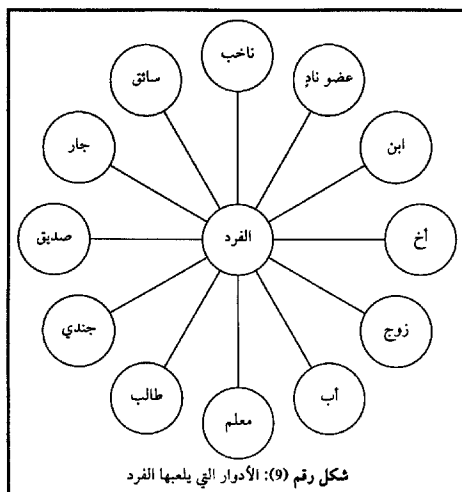 ناخب
عضو نادٍ
سائق
ابن
جار
أخ
الفرد
صديق
زوج
جندي
أب
طالب
معلم
شكل رقم (9): الأدوار التي يلعبها الفرد